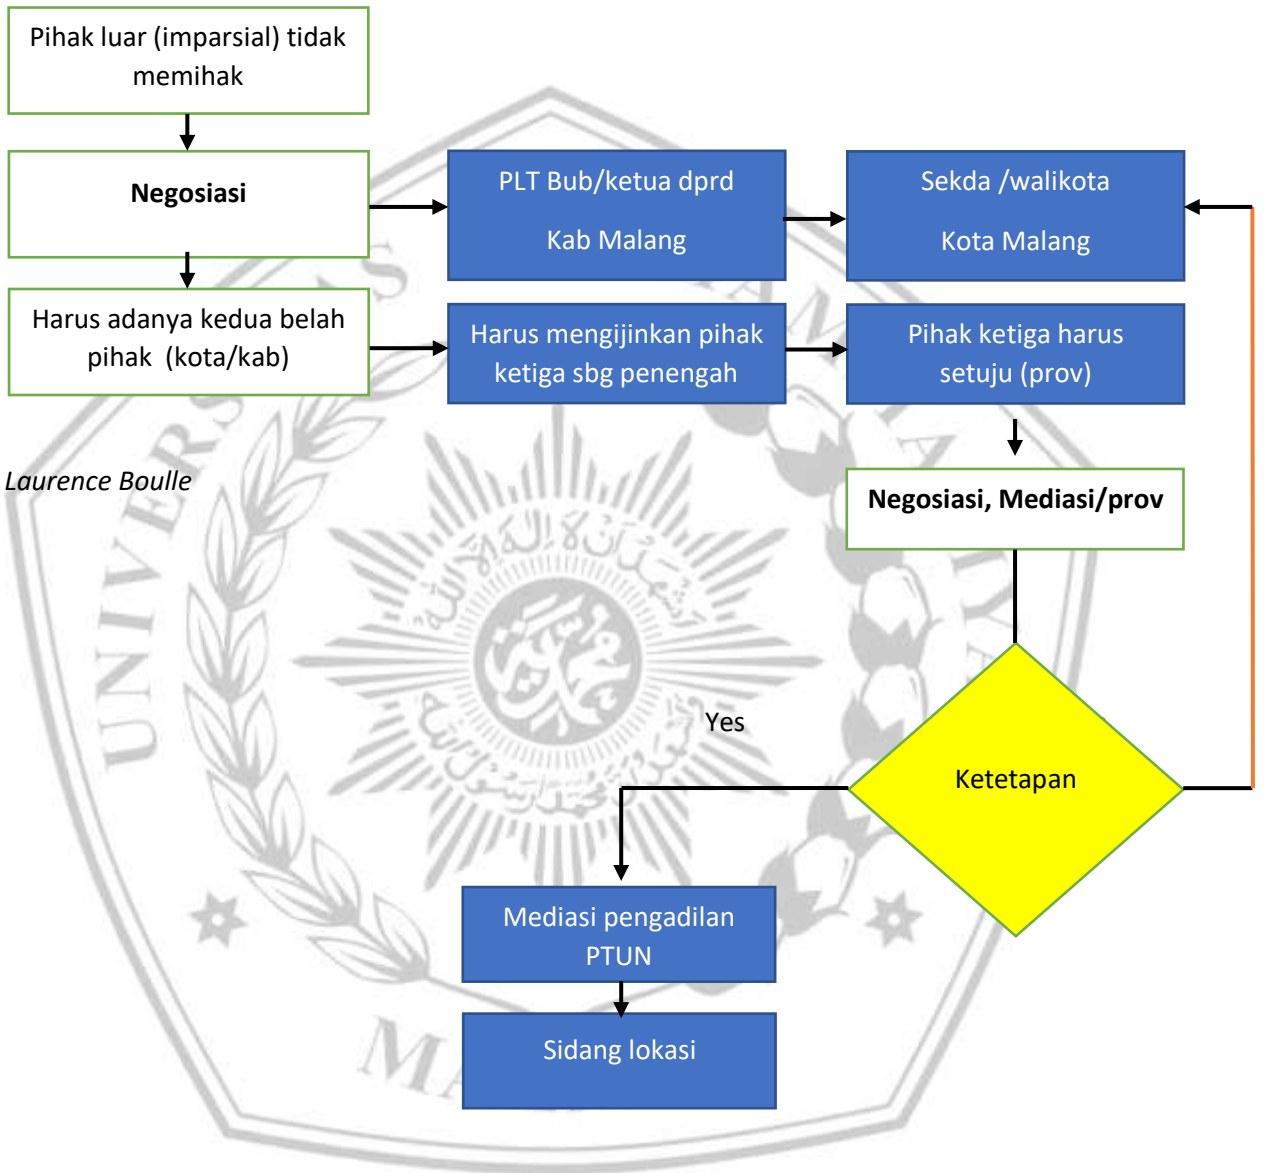 Pihak luar (imparsial) tidak
memihak
Negosiasi
PLT Bub/ketua dprd
Kab Malang
Sekda /walikota
Kota Malang
Harus adanya kedua belah
pihak  (kota/kab)
Harus mengijinkan pihak
ketiga sbg penengah
Pihak ketiga harus
setuju (prov)
Laurence Boulle
Negosiasi, Mediasi/prov
Yes
Ketetapan
Mediasi pengadilan
PTUN
Sidang lokasi